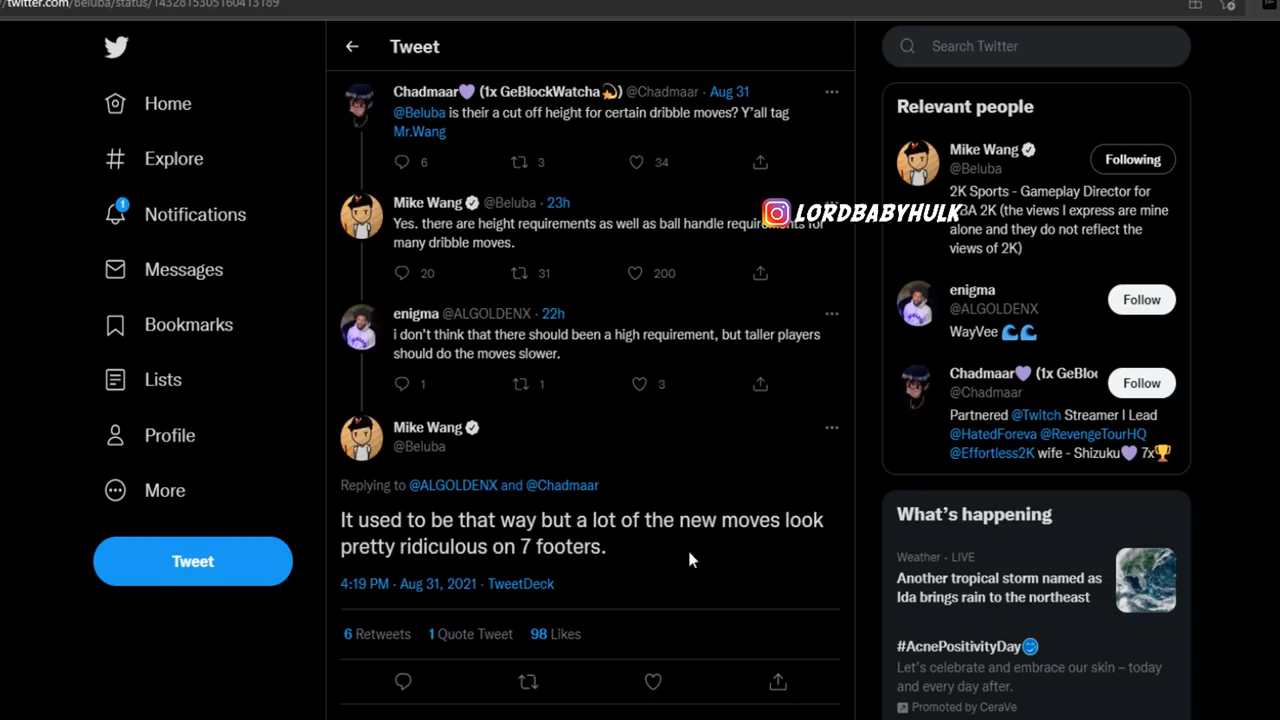 //twitter.com/beluba/status/1432815305160413189
Home
Explore
1
Notifications
Messages
Bookmarks
Lists
Profile
More
Tweet
Tweet
Chadmaar💜 (1x GeBlockWatcha💫) @Chadmaar · Aug 31
@Beluba is their a cut off height for certain dribble moves? Y'all tag
Mr.Wang
6 3 34
Mike Wang @Beluba · 23h
Yes. there are height requirements as well as ball handle requirements for
many dribble moves.
20 31 200
enigma @ALGOLDENX · 22h
i don't think that there should been a high requirement, but taller players
should do the moves slower.
1 1 3
Mike Wang
@Beluba
Replying to @ALGOLDENX and @Chadmaar
It used to be that way but a lot of the new moves look
pretty ridiculous on 7 footers.
4:19 PM · Aug 31, 2021 · TweetDeck
6 Retweets 1 Quote Tweet 98 Likes
LORDBABYHULK
Search Twitter
Relevant people
Mike Wang
@Beluba
Following
2K Sports - Gameplay Director for
BA 2K (the views I express are mine
alone and they do not reflect the
views of 2K)
enigma
@ALGOLDENX
Follow
WayVee 🌊🌊
Chadmaar💜 (1x GeBlo
@Chadmaar
Follow
Partnered @Twitch Streamer I Lead
@HatedForeva @RevengeTourHQ
@Effortless2K wife - Shizuku💜 7x🏆
What's happening
Weather · LIVE
Another tropical storm named as
Ida brings rain to the northeast
#AcnePositivityDay
Let's celebrate and embrace our skin – today
and every day after.
Promoted by CeraVe